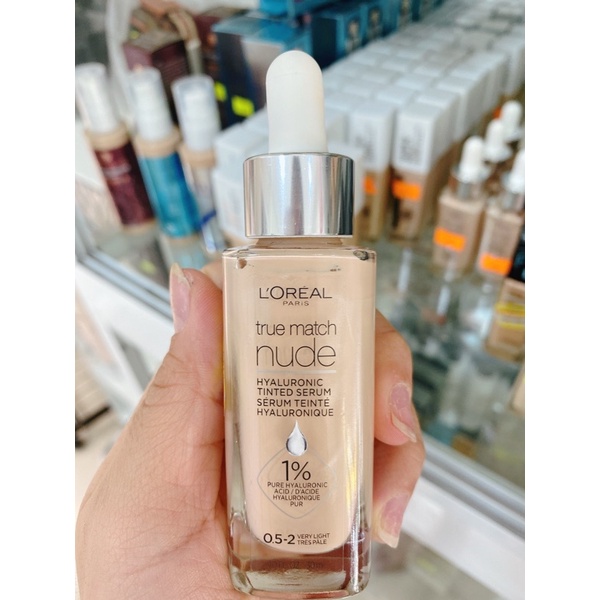 L'ORÉAL
PARIS
true match
nude
HYALURONIC
TINTED SERUM
SÉRUM TEINTÉ
HYALURONIQUE
1%
PURE HYALURONIC
ACID / D'ACIDE
HYALURONIQUE
PUR
0.5-2 VERY LIGHT
TRÈS PÂLE